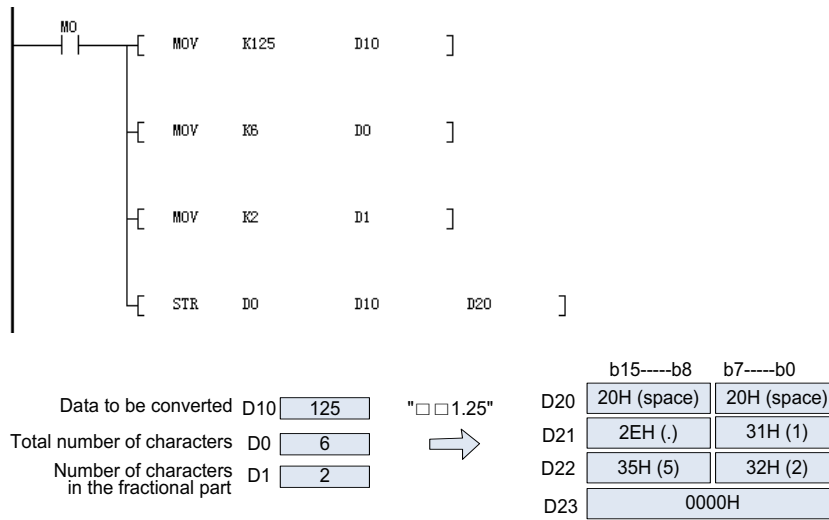 M0
MOV K125 D10
MOV K6 D0
MOV K2 D1
STR D0 D10 D20
b15-----b8 b7-----b0
Data to be converted D10 125 "□ □1.25" D20 20H (space) 20H (space)
Total number of characters D0 6 D21 2EH (.) 31H (1)
Number of characters
in the fractional part D1 2 D22 35H (5) 32H (2)
D23 0000H